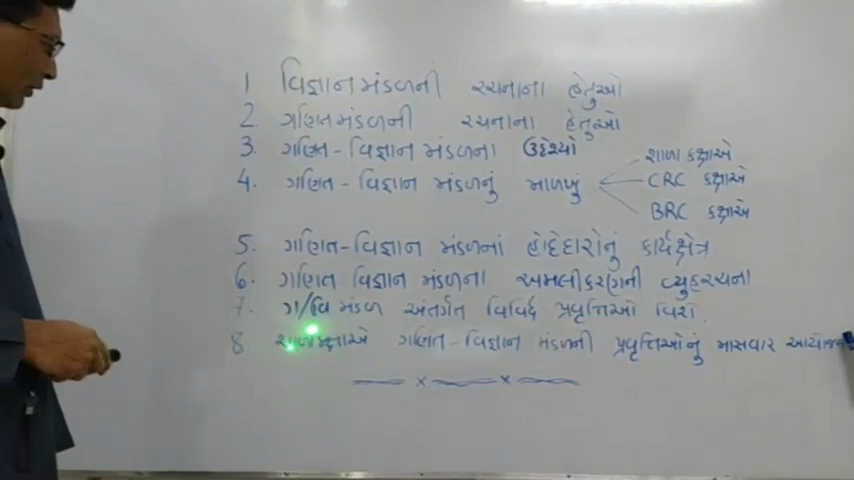 1 વિજ્ઞાન મંડળની રચનાના હેતુઓ
2 ગણિત મંડળની રચનાના હેતુઓ
3. ગણિત - વિજ્ઞાન મંડળના ઉદ્દેશ્યો
4. ગણિત - વિજ્ઞાન મંડળનું માળખું
શાળા કક્ષાએ
CRC કક્ષાએ
BRC કક્ષાએ
5. ગણિત-વિજ્ઞાન મંડળનાં હોદ્દેદારોનું કાર્યક્ષેત્ર
6. ગણિત-વિજ્ઞાન મંડળના અમલીકરણની વ્યુહરચના
7. ગ/વિ મંડળ અંતર્ગત વિવિધ પ્રવૃત્તિઓ વિશે.
8 શાળાકક્ષાએ ગણિત-વિજ્ઞાન મંડળની પ્રવૃત્તિઓનું માસવાર